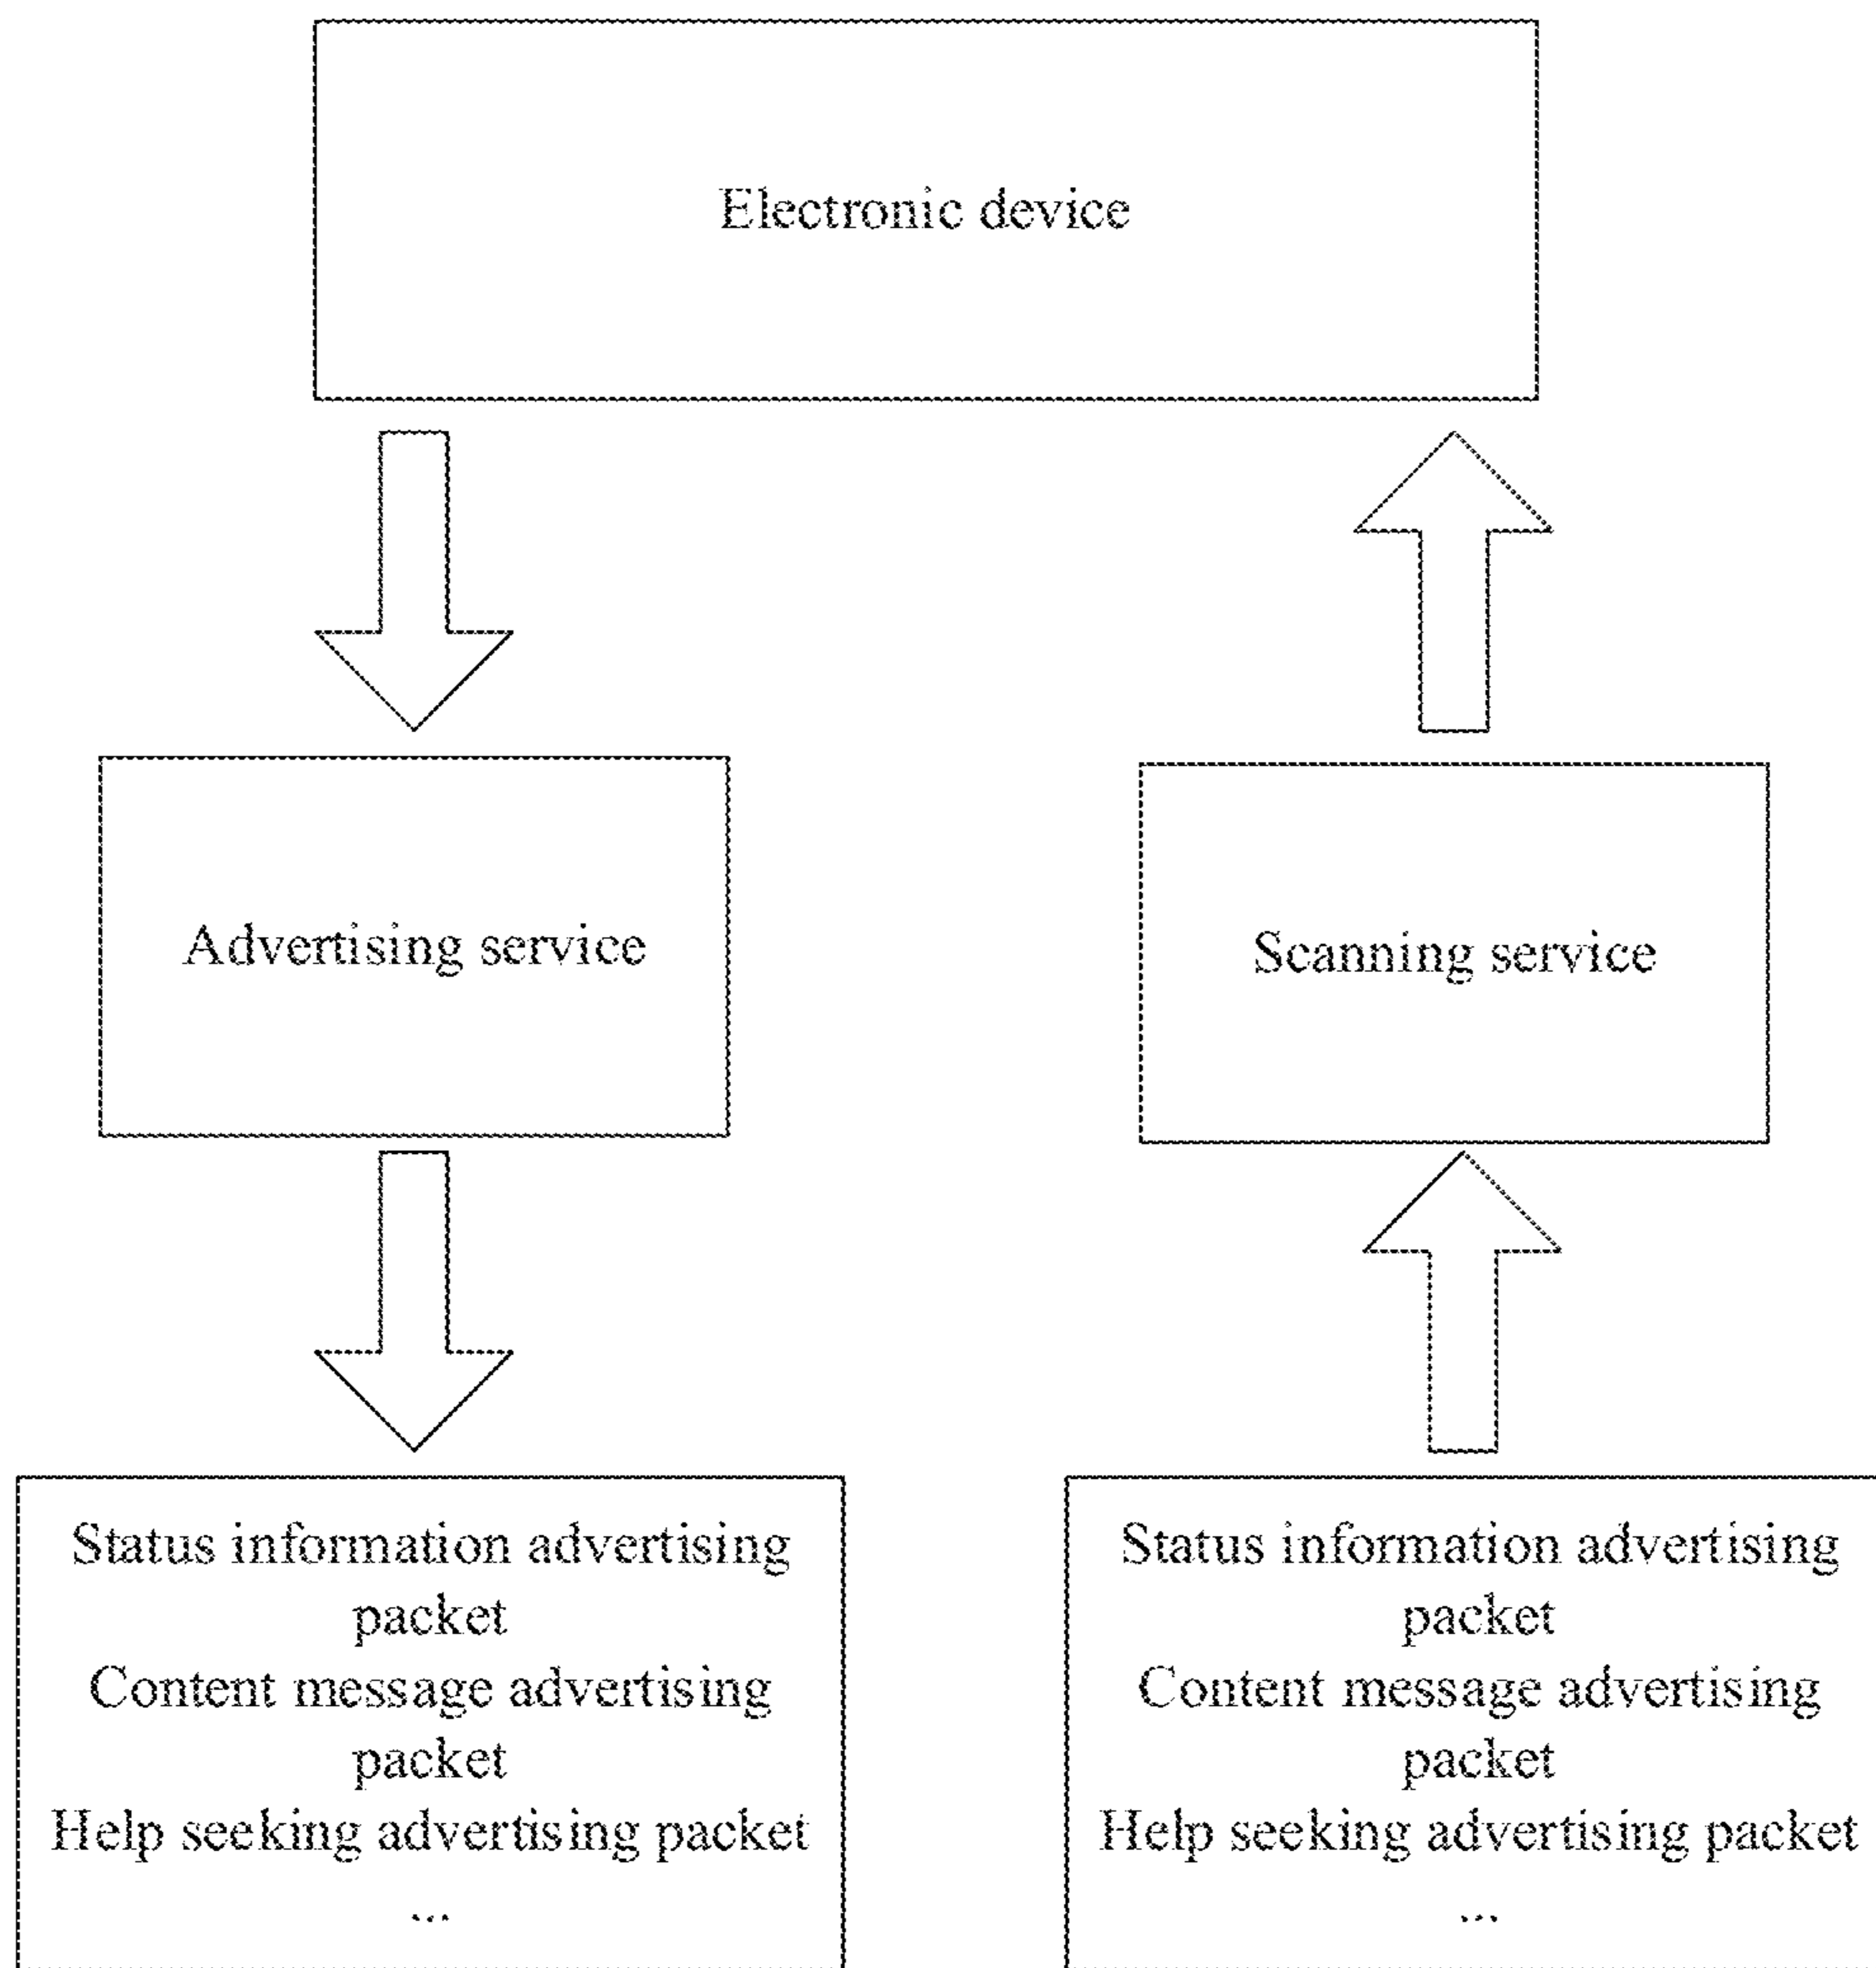 Electronic device
Advertising service
Scanning service
Status information advertising
packet
Content message advertising
packet
Help seeking advertising packet
...
Status information advertising
packet
Content message advertising
packet
Help seeking advertising packet
...